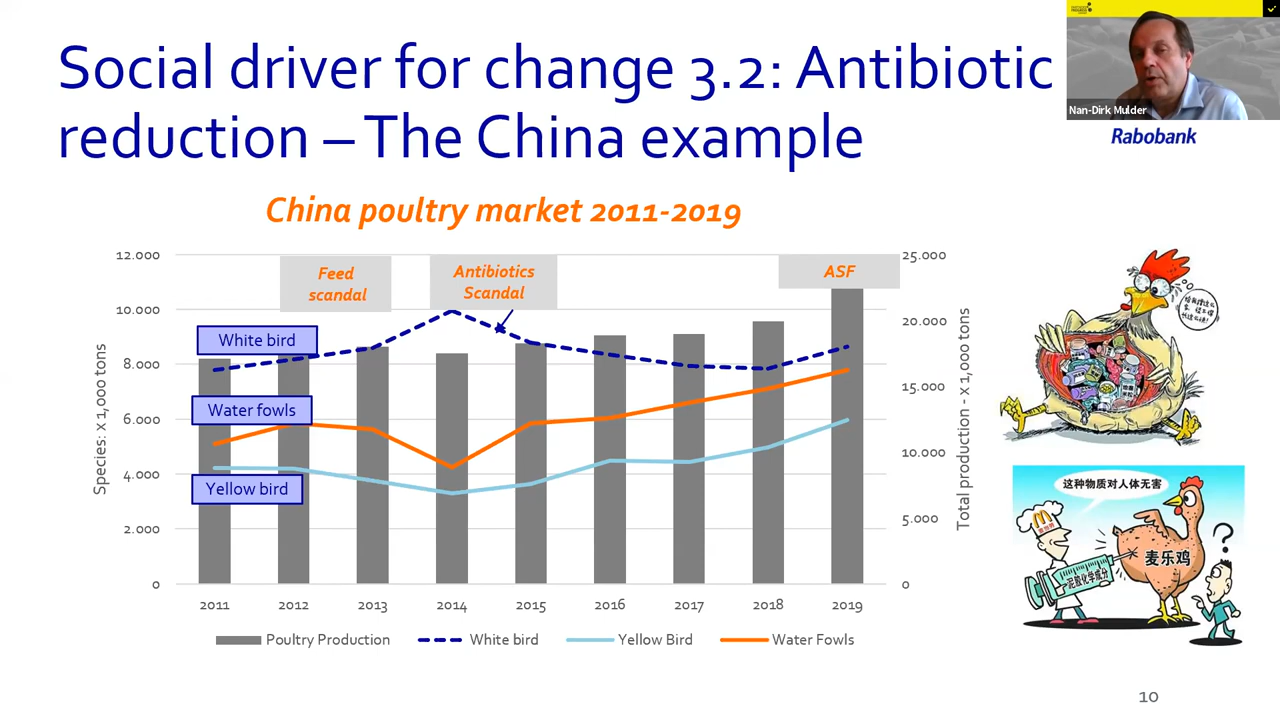 Social driver for change 3.2: Antibiotic
reduction – The China example
Nan-Dirk Mulder
Rabobank
China poultry market 2011-2019
12.000
10.000
8.000
6.000
4.000
2.000
0
Species: x 1,000 tons
Feed
scandal
Antibiotics
Scandal
ASF
White bird
Water fowls
Yellow bird
25.000
20.000
15.000
10.000
5.000
0
Total production - x 1,000 tons
2011
2012
2013
2014
2015
2016
2017
2018
2019
Poultry Production
White bird
Yellow Bird
Water Fowls
这种物质对人体无害
麦乐鸡
10